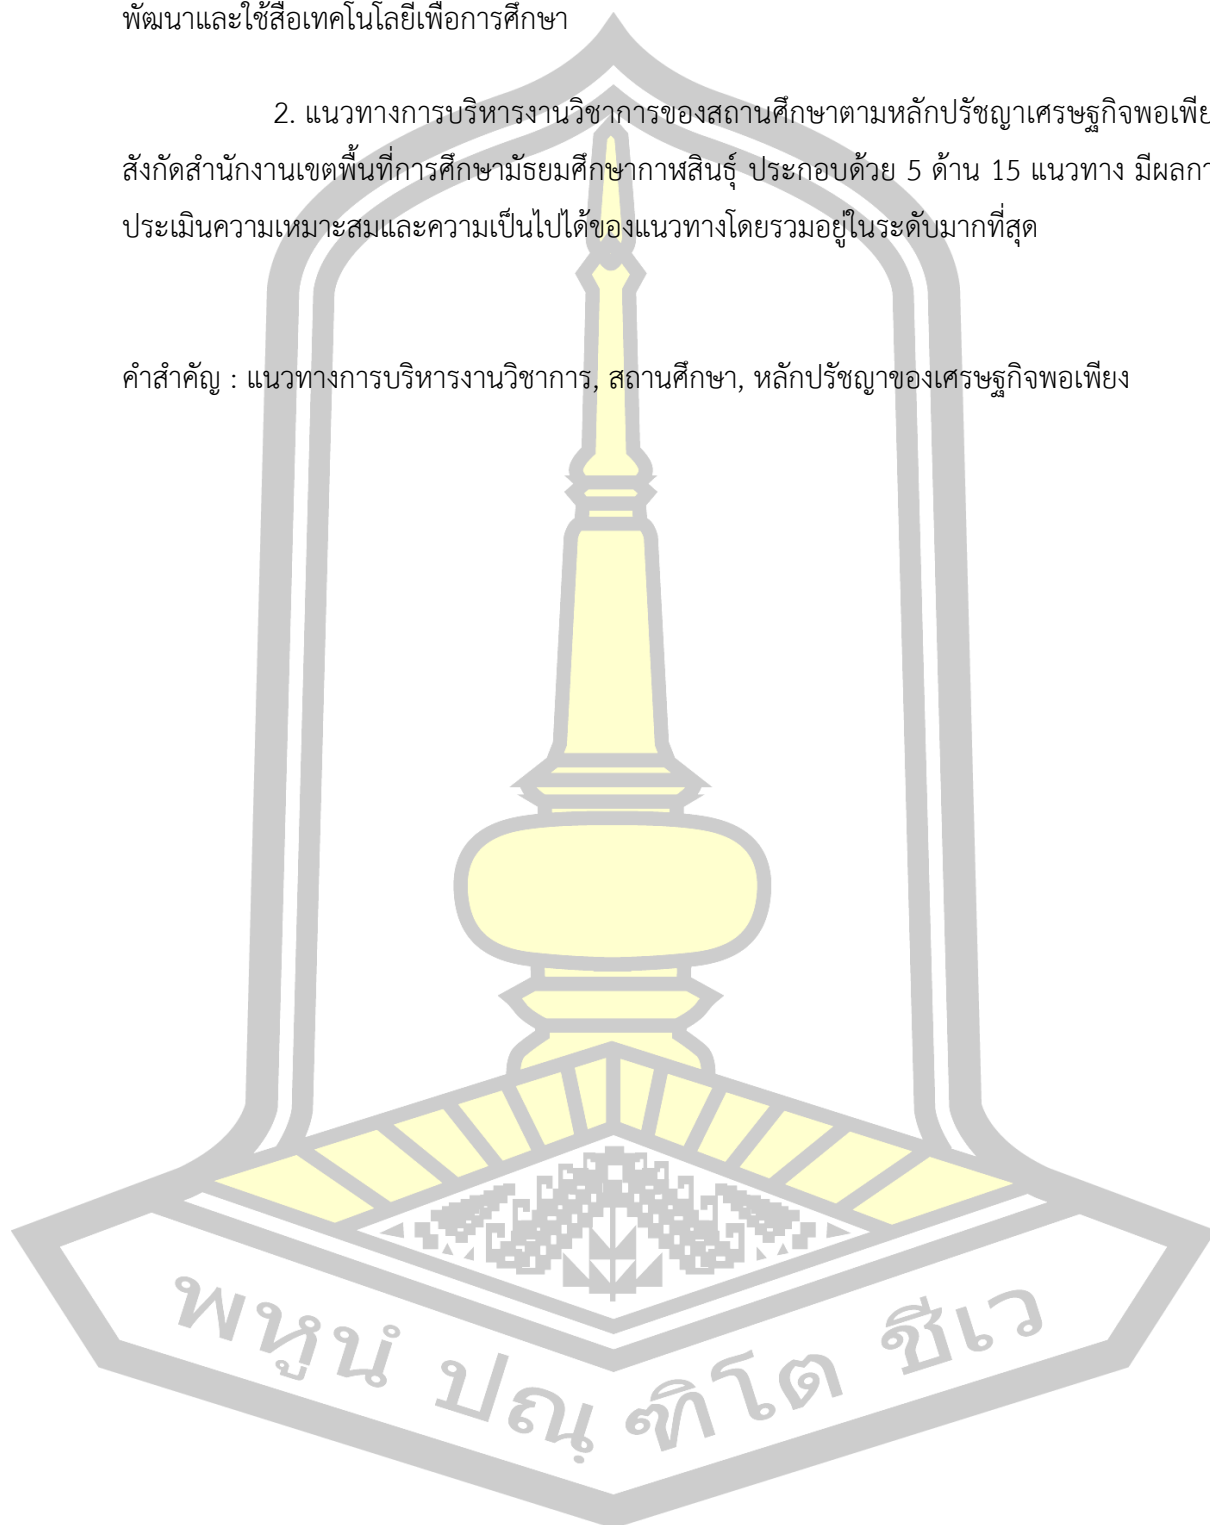 พัฒนาและใช้สื่อเทคโนโลยีเพื่อการศึกษา
2. แนวทางการบริหารงานวิชาการของสถานศึกษาตามหลักปรัชญาเศรษฐกิจพอเพีย
สังกัดสำนักงานเขตพื้นที่การศึกษามัธยมศึกษากาฬสินธุ์ ประกอบด้วย 5 ด้าน 15 แนวทาง มีผลกา
ประเมินความเหมาะสมและความเป็นไปได้ของแนวทางโดยรวมอยู่ในระดับมากที่สุด
คำสำคัญ : แนวทางการบริหารงานวิชาการ, สถานศึกษา, หลักปรัชญาของเศรษฐกิจพอเพียง
พหูนํ ปณฺฑิโต ชีเว